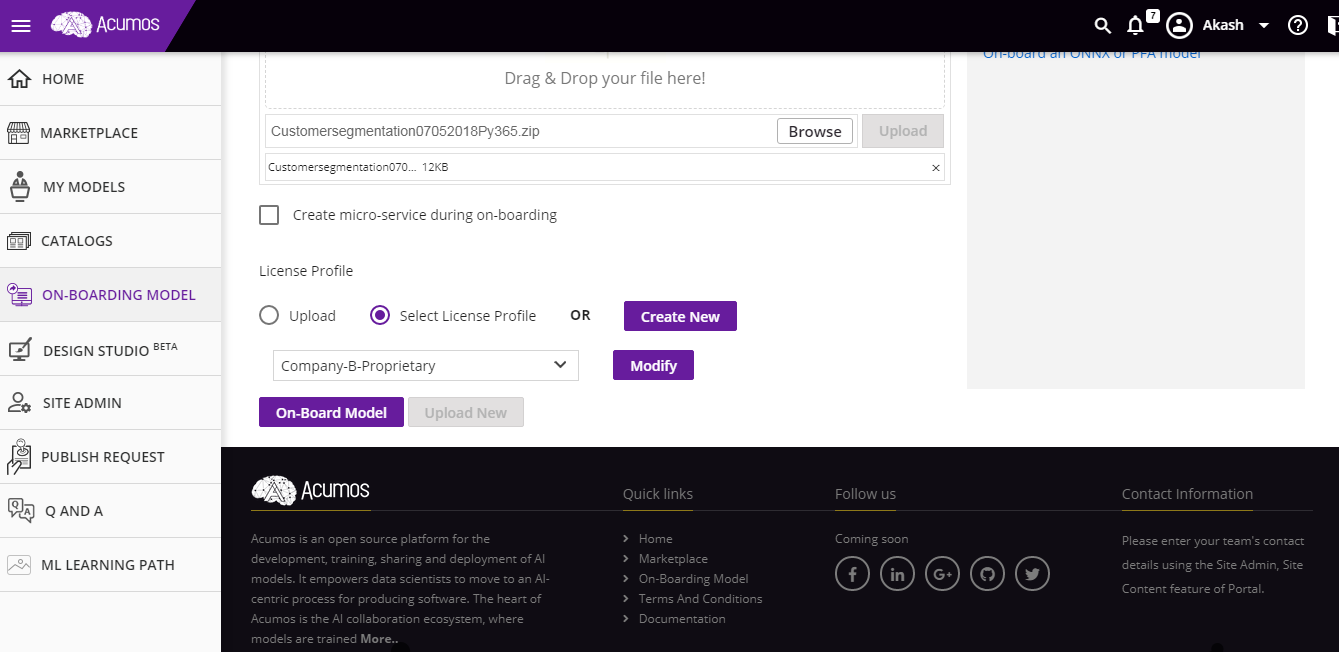 Acumos
7
Akash
HOME
MARKETPLACE
MY MODELS
CATALOGS
ON-BOARDING MODEL
DESIGN STUDIO BETA
SITE ADMIN
PUBLISH REQUEST
Q AND A
ML LEARNING PATH
On-board an ONNX or PFA model
Drag & Drop your file here!
Customersegmentation07052018Py365.zip
Browse
Upload
Customersegmentation070... 12KB ×
Create micro-service during on-boarding
License Profile
Upload
Select License Profile
OR
Create New
Company-B-Proprietary
Modify
On-Board Model
Upload New
Acumos
Acumos is an open source platform for the
development, training, sharing and deployment of AI
models. It empowers data scientists to move to an AI-
centric process for producing software. The heart of
Acumos is the AI collaboration ecosystem, where
models are trained More..
Quick links
Home
Marketplace
On-Boarding Model
Terms And Conditions
Documentation
Follow us
Coming soon
Contact Information
Please enter your team's contact
details using the Site Admin, Site
Content feature of Portal.